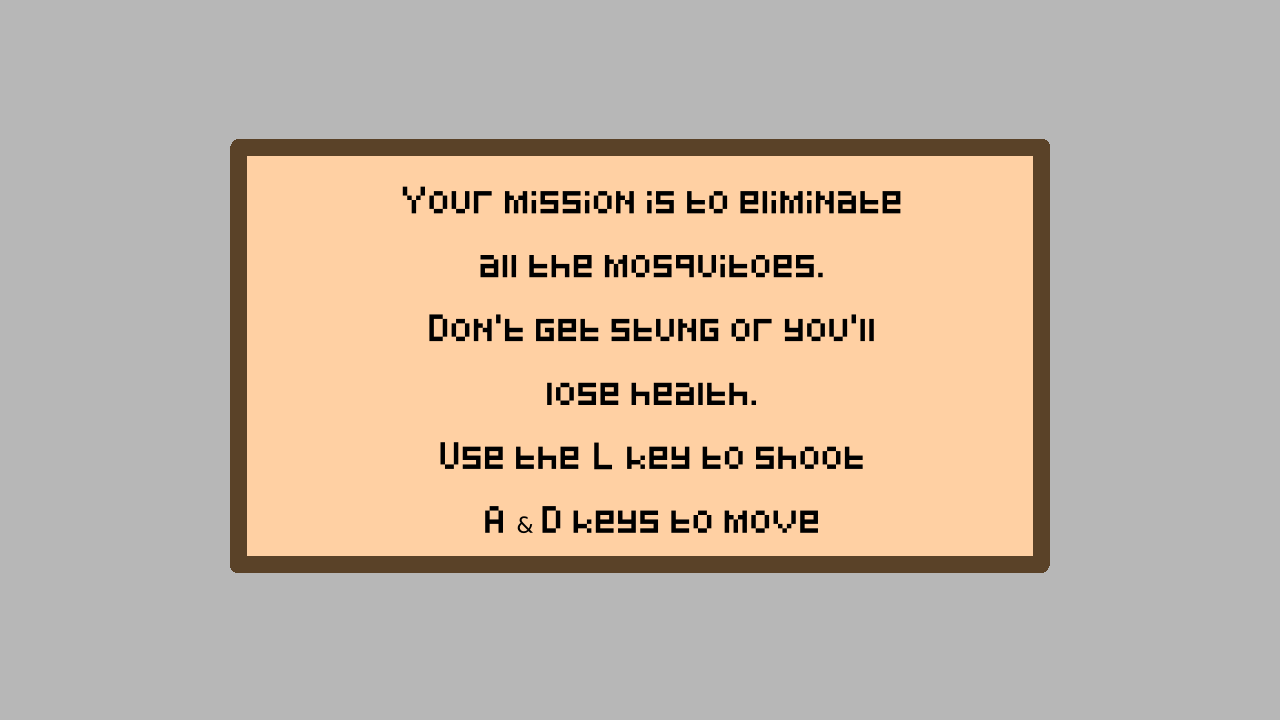 Your mission is to eliminate
all the mosquitoes.
Don't get stung or you'll
lose health.
Use the L key to shoot
A & D keys to move